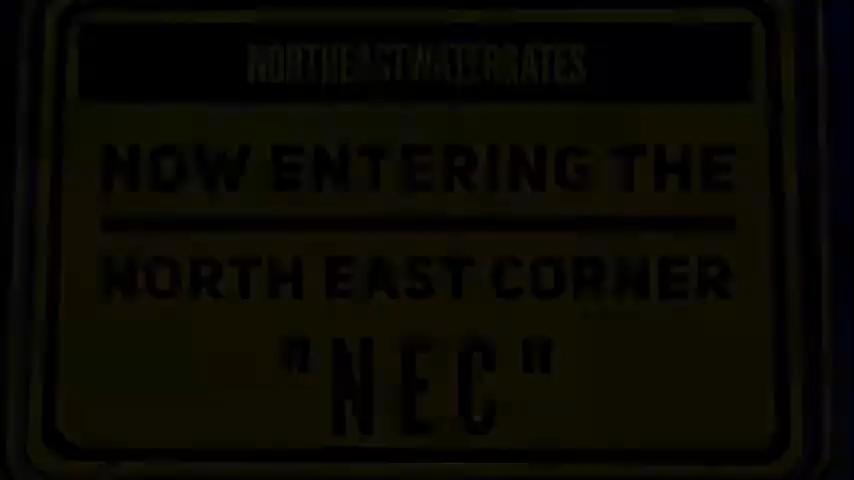 NORTHEASTWATERRATES
NOW ENTERING THE
NORTH EAST CORNER
"NEC"